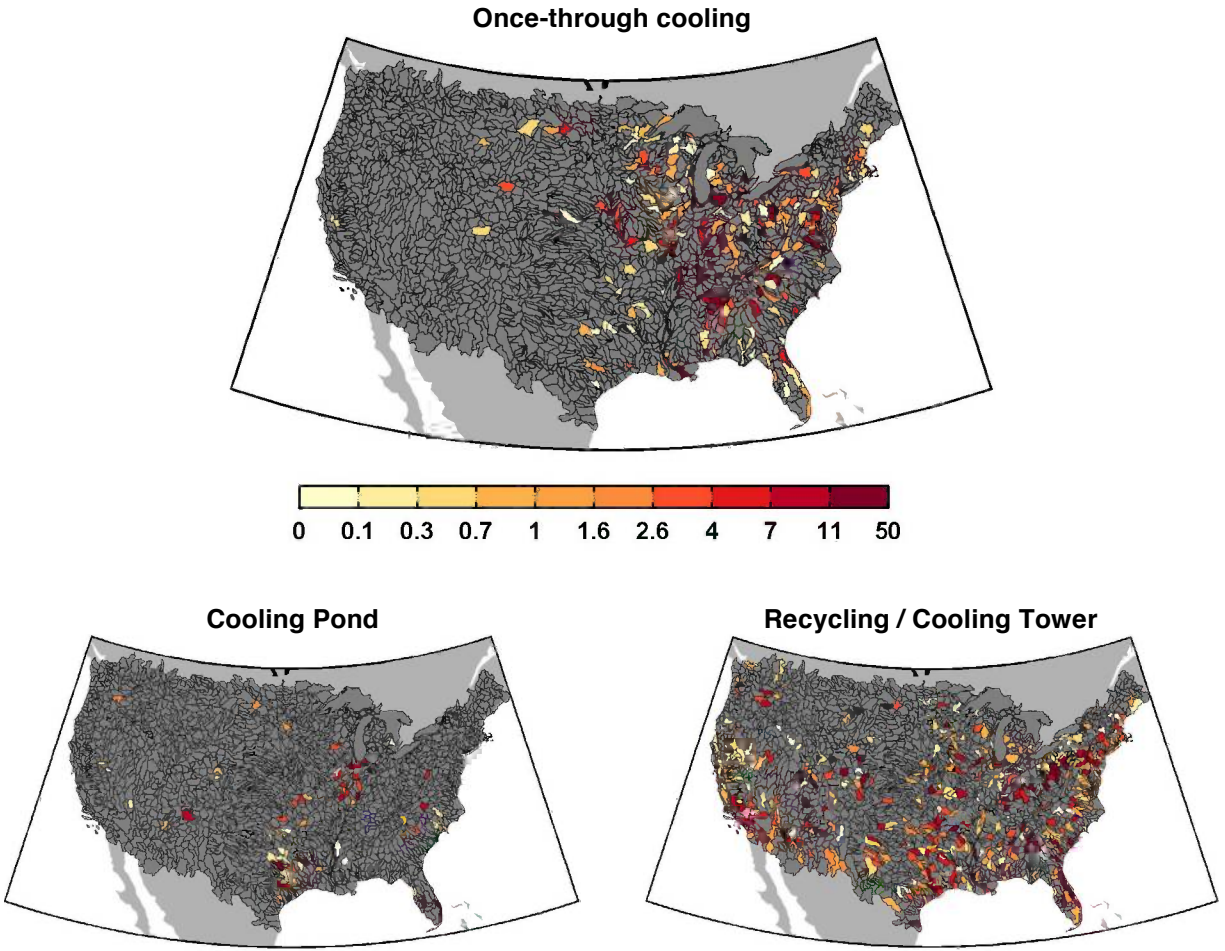 Once-through cooling
0 0.1 0.3 0.7 1 1.6 2.6 4 7 11 50
Cooling Pond
Recycling / Cooling Tower